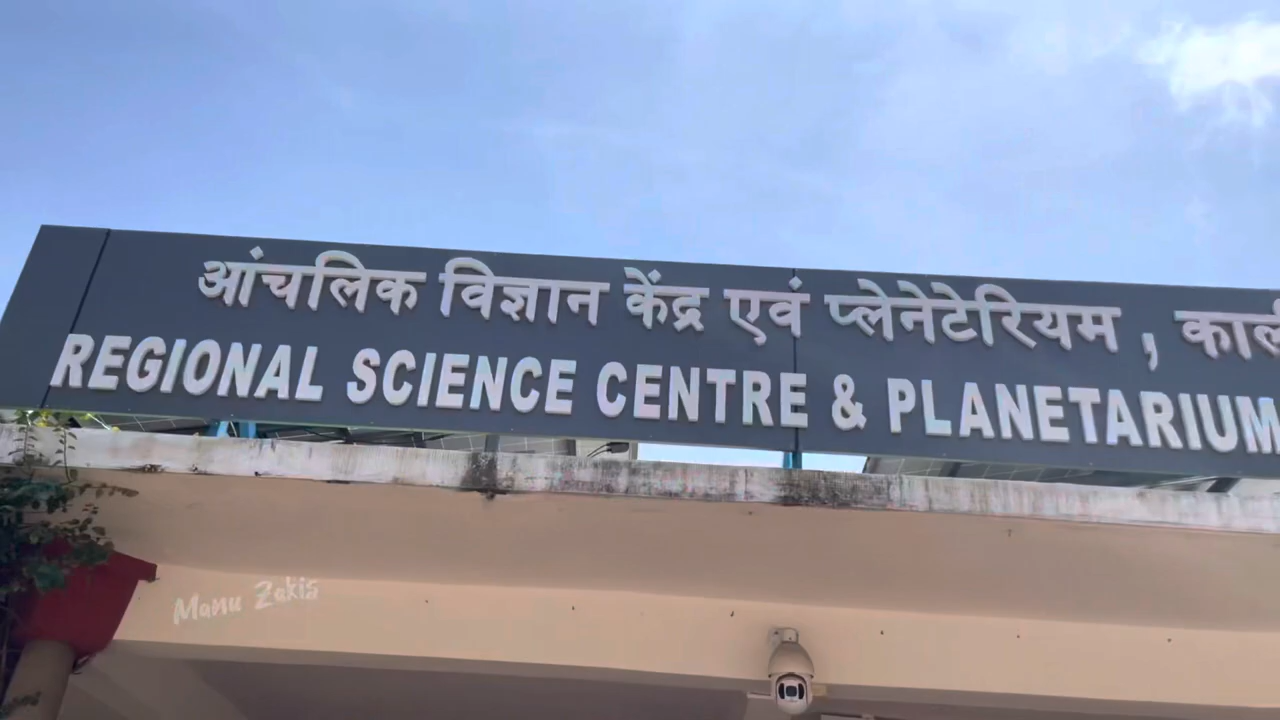 आंचलिक विज्ञान केंद्र एवं प्लेनेटेरियम ,
REGIONAL SCIENCE CENTRE & PLANETARIUM
Manu Zakis